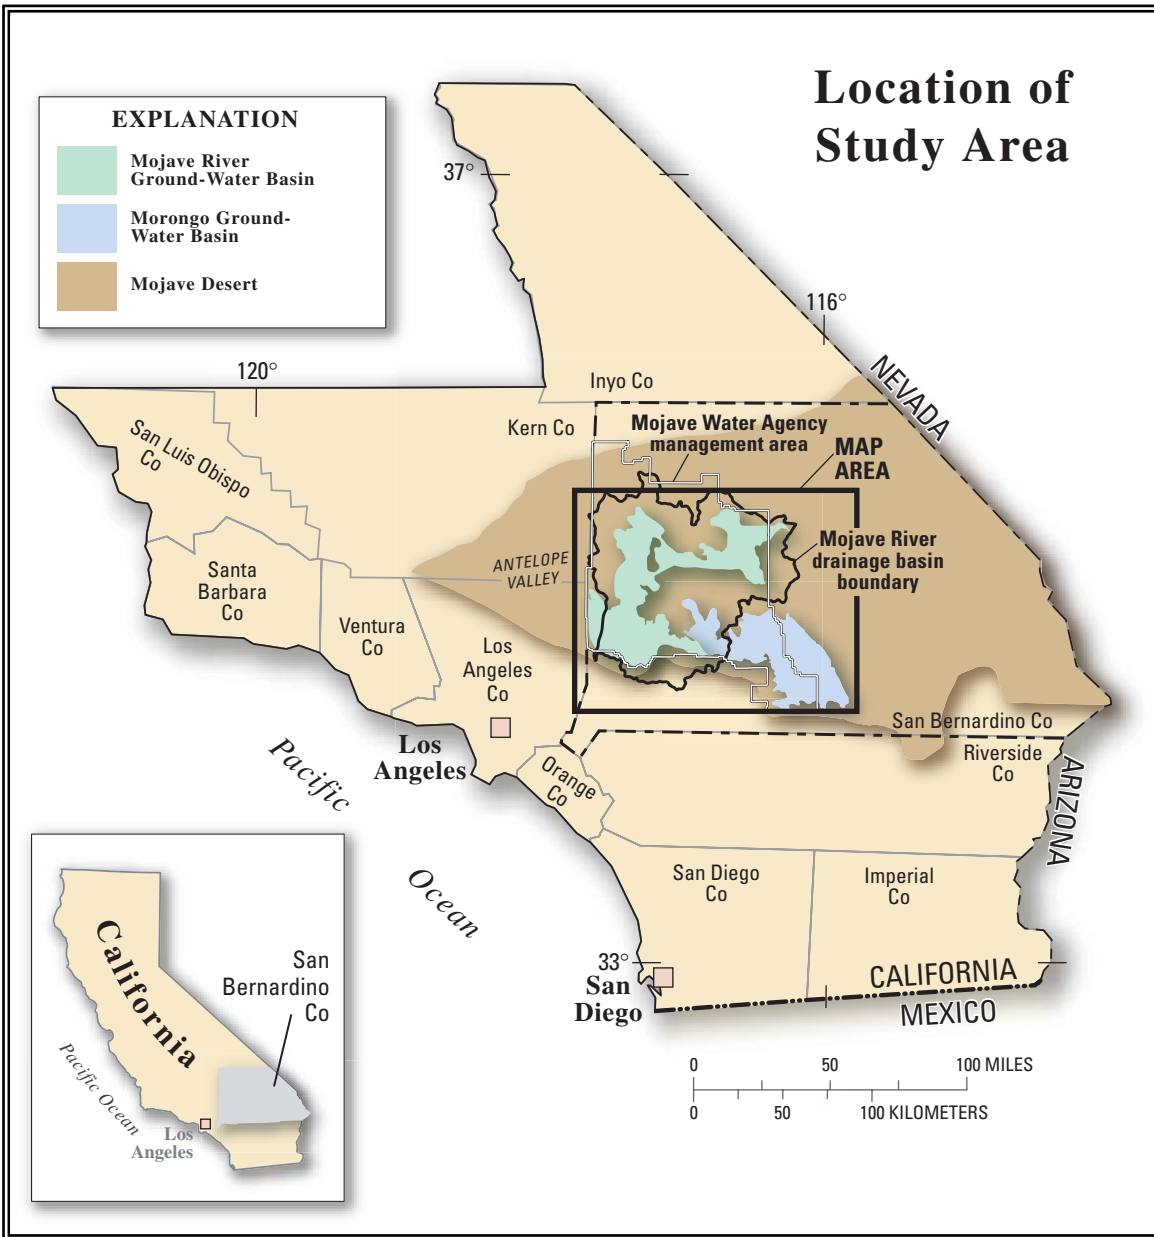 Location of
Study Area
EXPLANATION
Mojave River
Ground-Water Basin
Morongo Ground-
Water Basin
Mojave Desert
37°
116°
120°
NEVADA
Inyo Co
Kern Co
Mojave Water Agency
management area
MAP
AREA
San Luis Obispo
Co
ANTELOPE
VALLEY
Mojave River
drainage basin
boundary
Santa
Barbara
Co
Ventura
Co
Los
Angeles
Co
San Bernardino Co
Riverside
Co
Los
Angeles
Orange
Co
ARIZONA
Pacific
Ocean
San Diego
Co
Imperial
Co
33°
San
Diego
CALIFORNIA
MEXICO
0
50
100 MILES
0
50
100 KILOMETERS
California
San
Bernardino
Co
Pacific Ocean
Los
Angeles